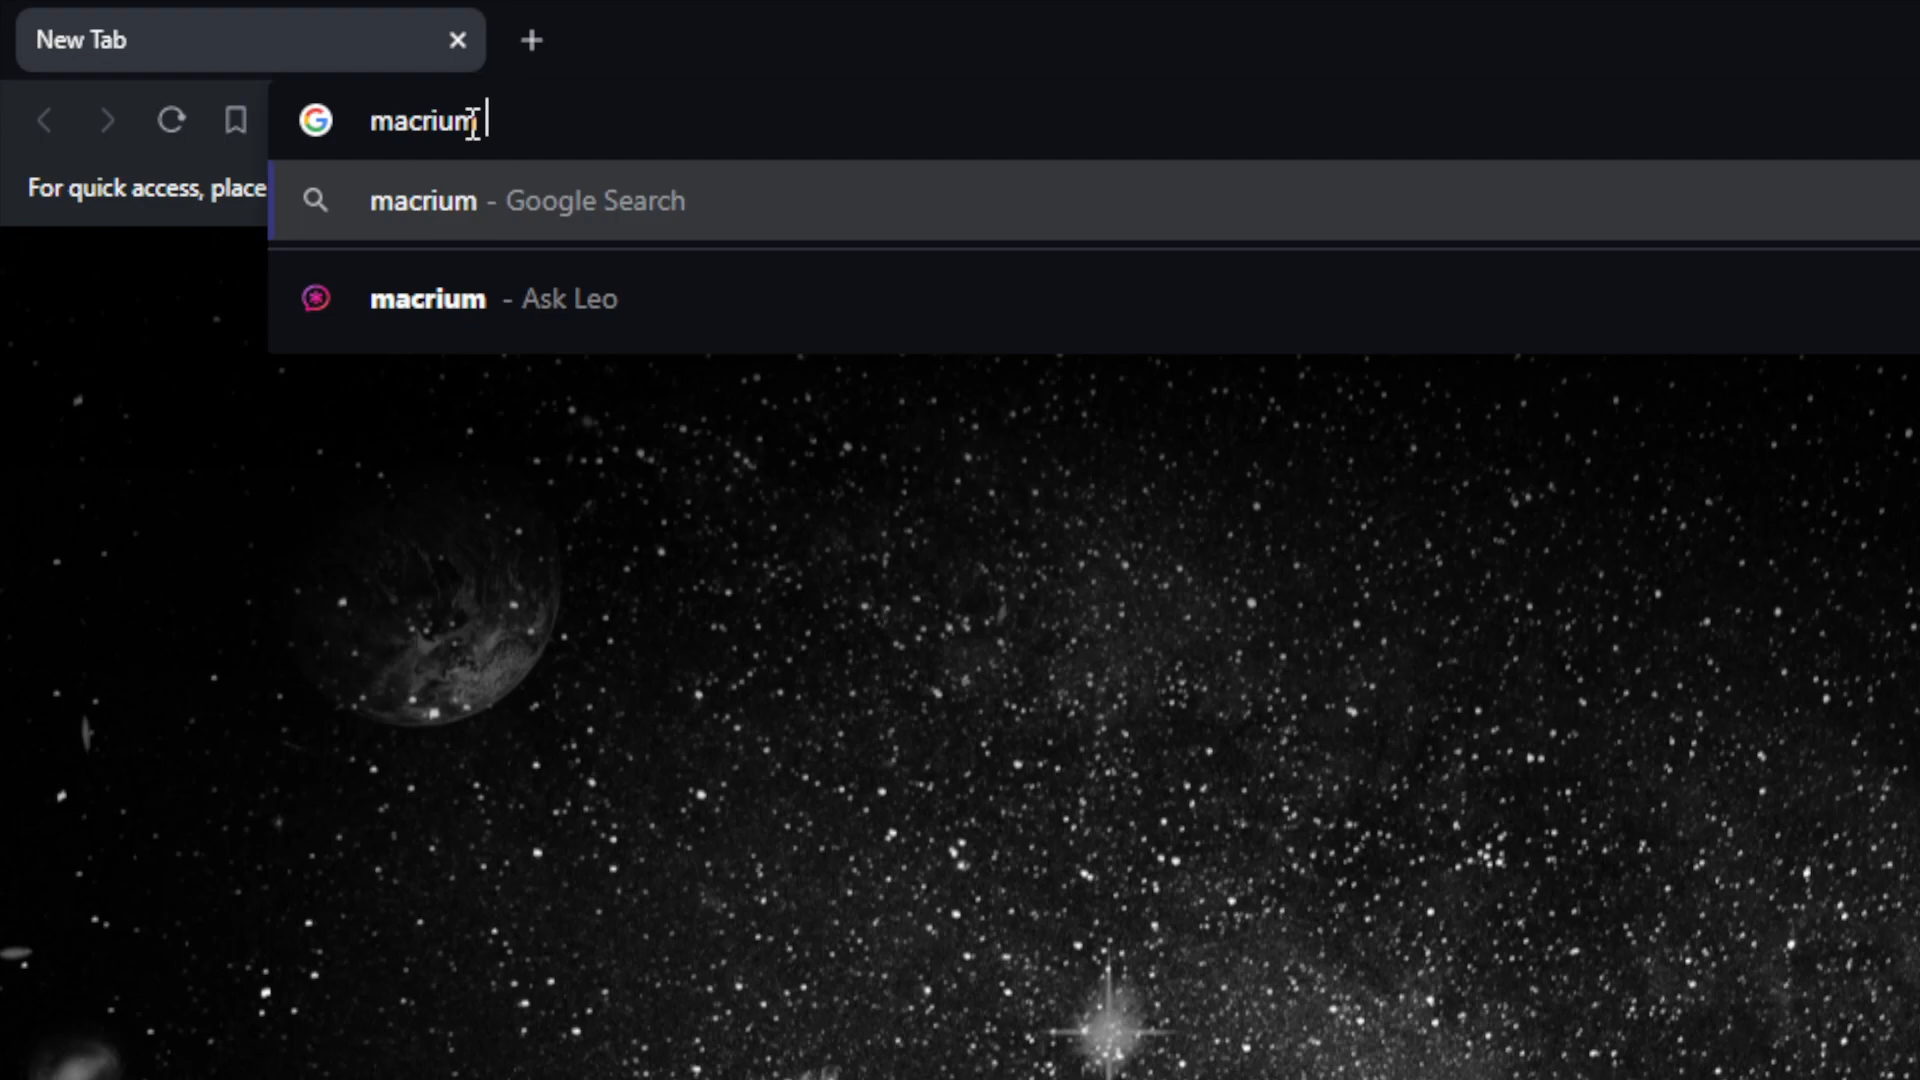 New Tab
macrium
For quick access, place
macrium - Google Search
macrium - Ask Leo